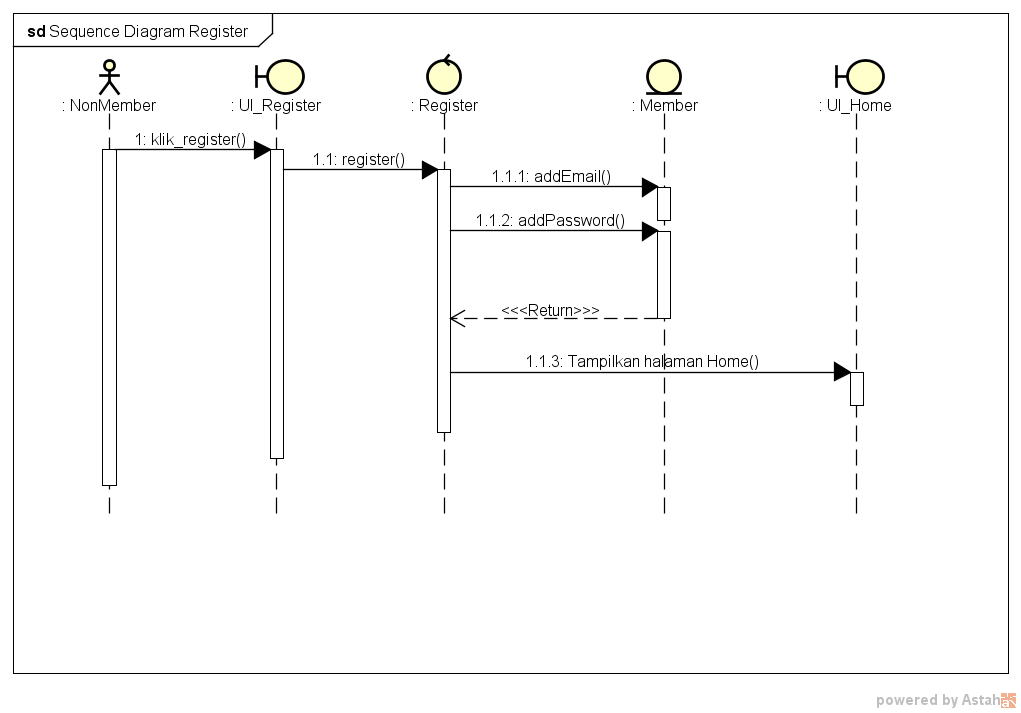 sd Sequence Diagram Register
: NonMember
: UI_Register
: Register
: Member
: UI_Home
1: klik_register()
1.1: register()
1.1.1: addEmail()
1.1.2: addPassword()
<<<Return>>>
1.1.3: Tampilkan halaman Home()
powered by Astah